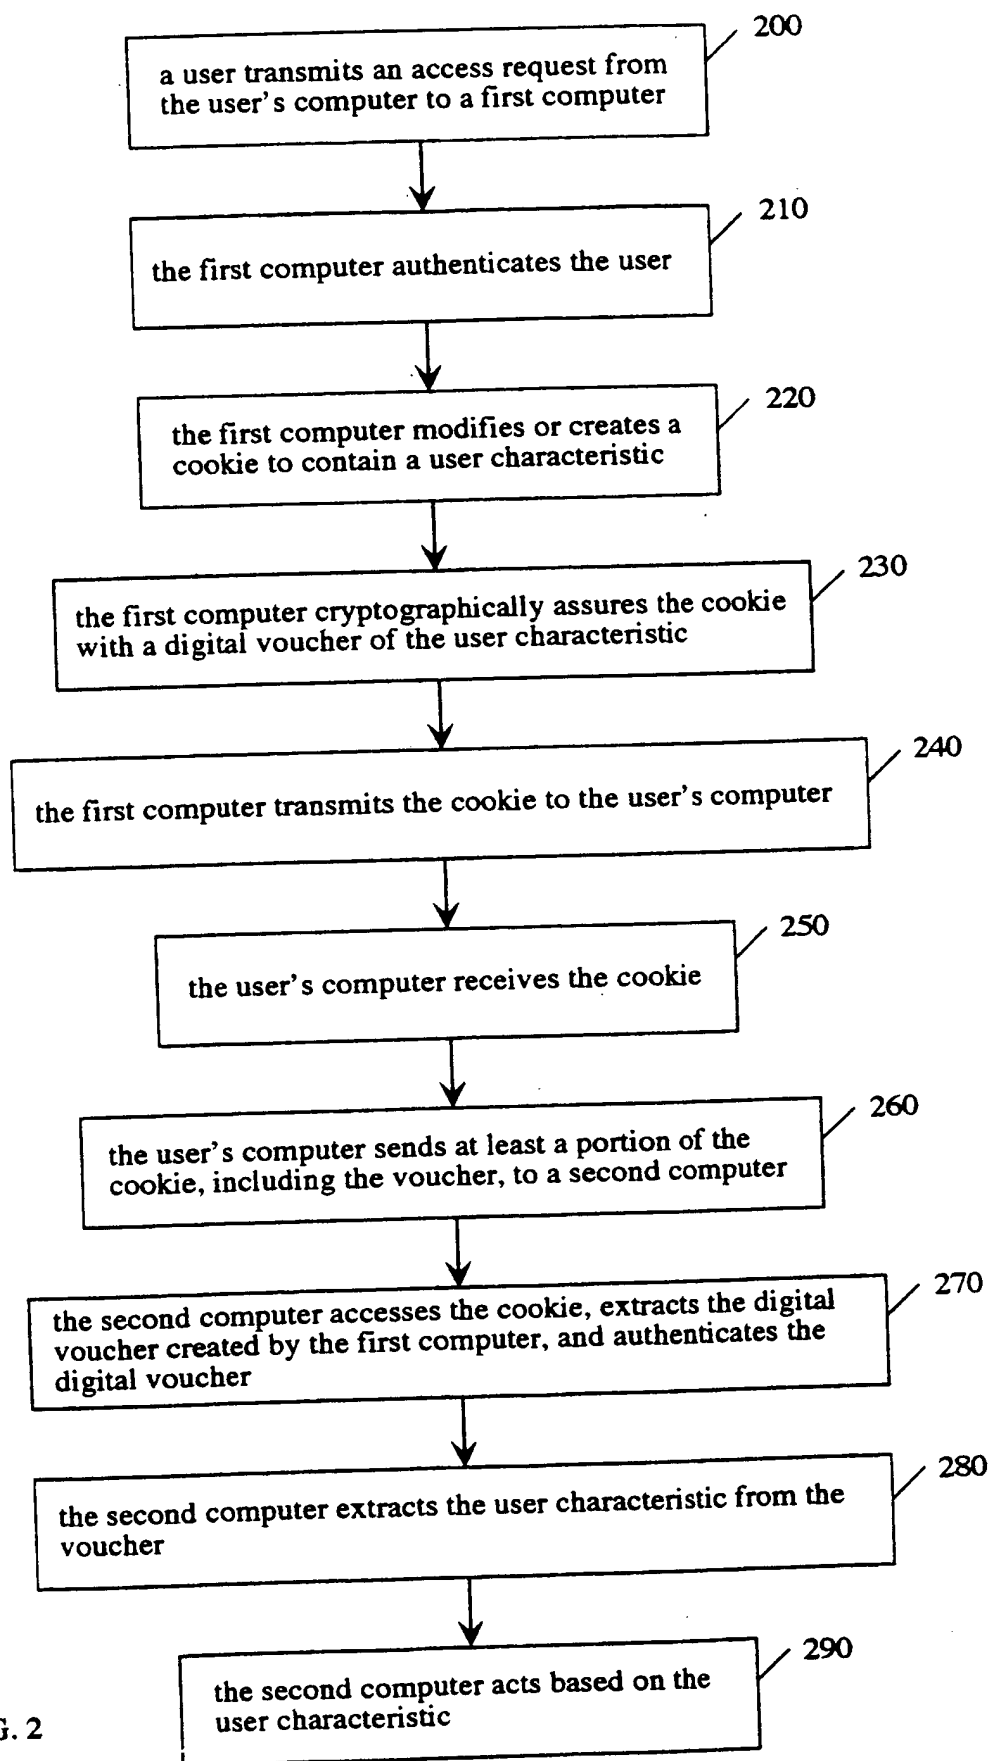 200
a user transmits an access request from
the user's computer to a first computer
210
the first computer authenticates the user
220
the first computer modifies or creates a
cookie to contain a user characteristic
230
the first computer cryptographically assures the cookie
with a digital voucher of the user characteristic
240
the first computer transmits the cookie to the user's computer
250
the user's computer receives the cookie
260
the user's computer sends at least a portion of the
cookie, including the voucher, to a second computer
270
the second computer accesses the cookie, extracts the digital
voucher created by the first computer, and authenticates the
digital voucher
280
the second computer extracts the user characteristic from the
voucher
290
the second computer acts based on the
user characteristic
G. 2